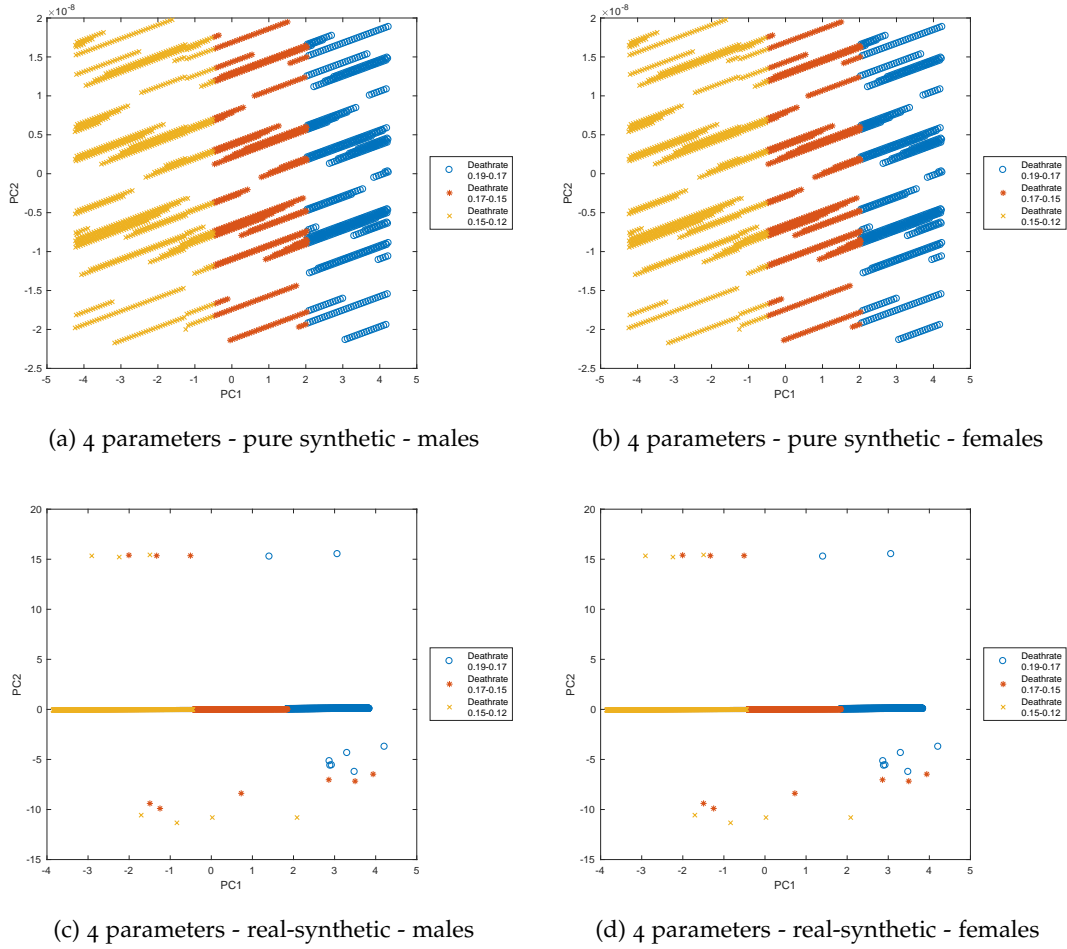 ×10⁻⁸
2
1.5
1
0.5
0
-0.5
-1
-1.5
-2
-2.5
PC2
-5 -4 -3 -2 -1 0 1 2 3 4 5
PC1
Deathrate
0.19-0.17
Deathrate
0.17-0.15
Deathrate
0.15-0.12
(a) 4 parameters - pure synthetic - males
×10⁻⁸
2
1.5
1
0.5
0
-0.5
-1
-1.5
-2
-2.5
PC2
-5 -4 -3 -2 -1 0 1 2 3 4 5
PC1
Deathrate
0.19-0.17
Deathrate
0.17-0.15
Deathrate
0.15-0.12
(b) 4 parameters - pure synthetic - females
20
15
10
5
0
-5
-10
-15
PC2
-4 -3 -2 -1 0 1 2 3 4 5
PC1
Deathrate
0.19-0.17
Deathrate
0.17-0.15
Deathrate
0.15-0.12
(c) 4 parameters - real-synthetic - males
20
15
10
5
0
-5
-10
-15
PC2
-4 -3 -2 -1 0 1 2 3 4 5
PC1
Deathrate
0.19-0.17
Deathrate
0.17-0.15
Deathrate
0.15-0.12
(d) 4 parameters - real-synthetic - females